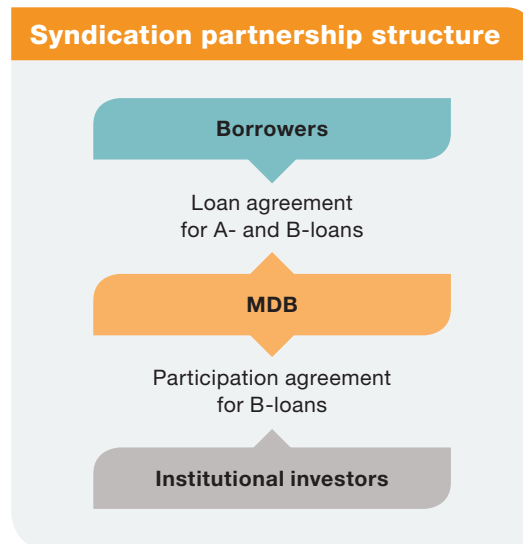 Syndication partnership structure
Borrowers
Loan agreement
for A- and B-loans
MDB
Participation agreement
for B-loans
Institutional investors